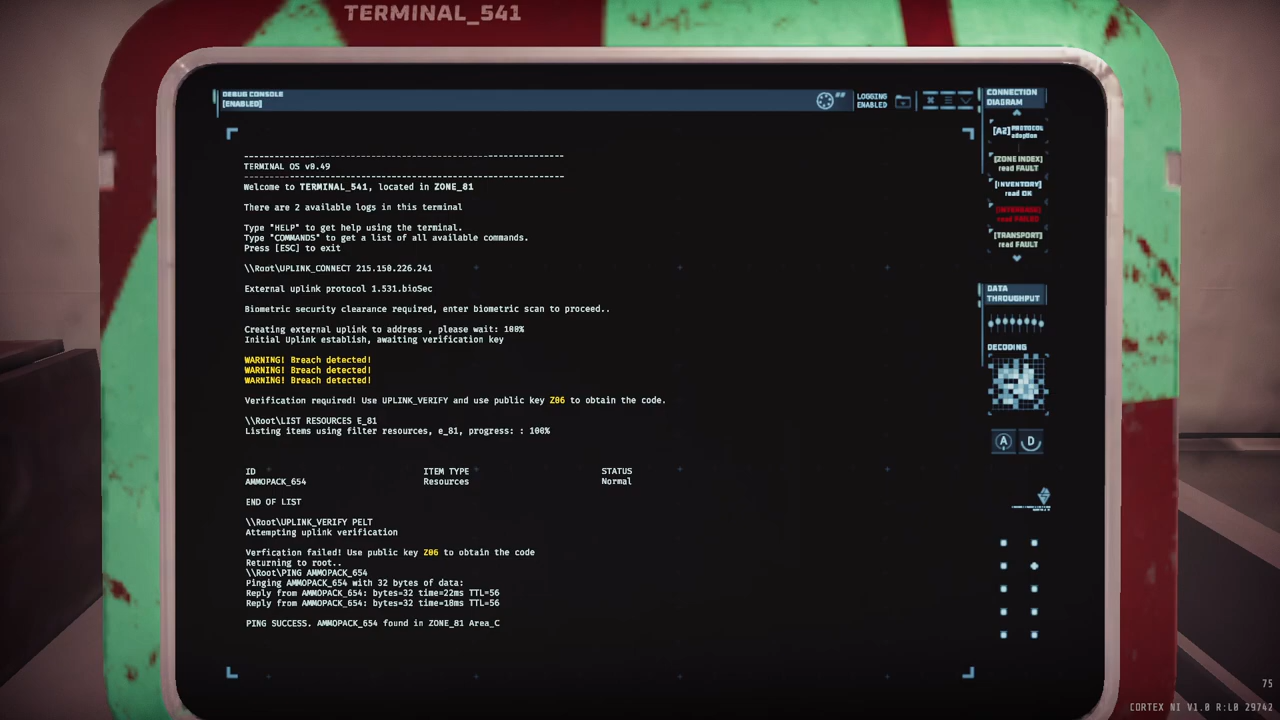 TERMINAL_541
DEBUG CONSOLE
[ENABLED]
LOGGING
ENABLED
CONNECTION
DIAGRAM
[A2] PROTOCOL
adaption
[ZONE INDEX]
read FAULT
[INVENTORY]
read OK
read FAILED
[TRANSPORT]
read FAULT
DATA
THROUGHPUT
DECODING
A D
--------------------------------------------------------------
TERMINAL OS v0.49
--------------------------------------------------------------
Welcome to TERMINAL_541, located in ZONE_81
There are 2 available logs in this terminal
Type "HELP" to get help using the terminal.
Type "COMMANDS" to get a list of all available commands.
Press [ESC] to exit
\\Root\UPLINK_CONNECT 215.150.226.241
External uplink protocol 1.531.bioSec
Biometric security clearance required, enter biometric scan to proceed..
Creating external uplink to address , please wait: 100%
Initial Uplink establish, awaiting verification key
WARNING! Breach detected!
WARNING! Breach detected!
WARNING! Breach detected!
Verification required! Use UPLINK_VERIFY and use public key Z06 to obtain the code.
\\Root\LIST RESOURCES E_81
Listing items using filter resources, e_81, progress: : 100%
ID ITEM TYPE STATUS
AMMOPACK_654 Resources Normal
END OF LIST
\\Root\UPLINK_VERIFY PELT
Attempting uplink verification
Verfication failed! Use public key Z06 to obtain the code
Returning to root..
\\Root\PING AMMOPACK_654
Pinging AMMOPACK_654 with 32 bytes of data:
Reply from AMMOPACK_654: bytes=32 time=22ms TTL=56
Reply from AMMOPACK_654: bytes=32 time=18ms TTL=56
PING SUCCESS. AMMOPACK_654 found in ZONE_81 Area_C
75
CORTEX NI V1.0 R:L0 29742